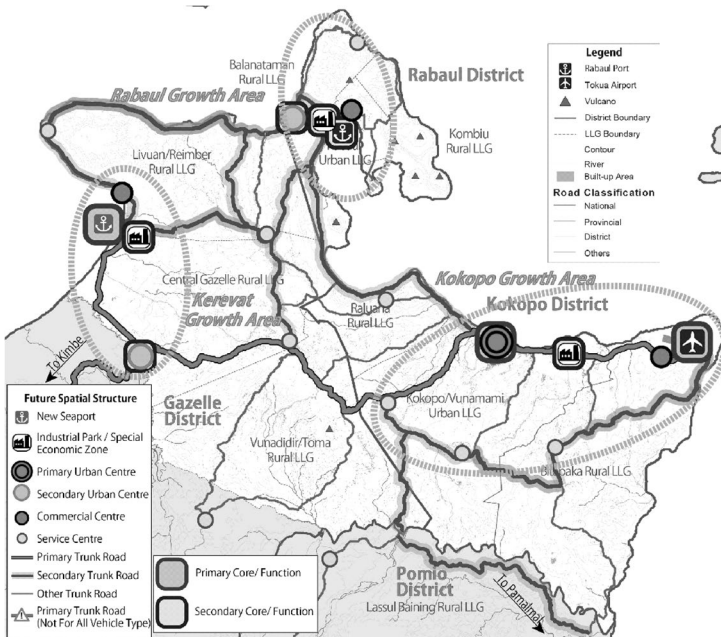 Balanataman
Rural LLG
Rabaul District
Rabaul Growth Area
Kombiu
Rural LLG
Livuan/Reimber
Rural LLG
Urban LLG
Legend
Rabaul Port
Tokua Airport
Vulcano
District Boundary
LLG Boundary
Contour
River
Built-up Area
Road Classification
National
Provincial
District
Others
Central Gazelle Rural LLG
Kerevat
Growth Area
Kokopo Growth Area
Kokopo District
Raluana
Rural LLG
To Kimbe
Gazelle
District
Kokopo/Vunamami
Urban LLG
Vunadidir/Toma
Rural LLG
Bitapaka Rural LLG
Pomio
District
Lassul Baining Rural LLG
To Pamalmal
Future Spatial Structure
New Seaport
Industrial Park / Special
Economic Zone
Primary Urban Centre
Secondary Urban Centre
Commercial Centre
Service Centre
Primary Trunk Road
Secondary Trunk Road
Other Trunk Road
Primary Trunk Road
(Not For All Vehicle Type)
Primary Core/ Function
Secondary Core/ Function